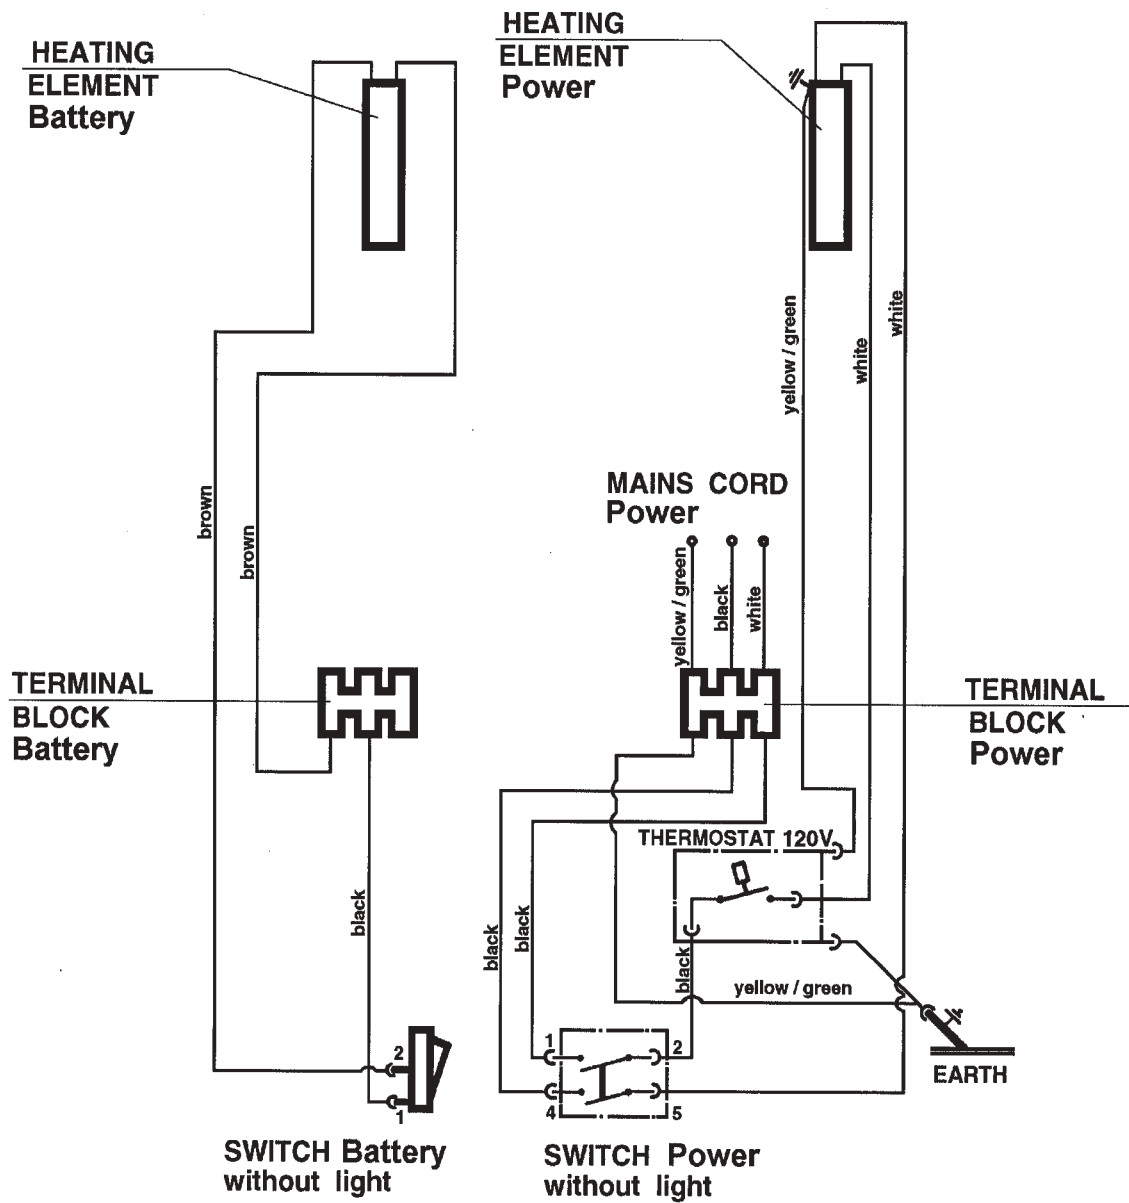 HEATING
ELEMENT
Battery
HEATING
ELEMENT
Power
yellow / green
white
white
brown
brown
MAINS CORD
Power
yellow / green
black
white
TERMINAL
BLOCK
Battery
TERMINAL
BLOCK
Power
THERMOSTAT 120V
black
black
black
black
yellow / green
1
2
4
5
2
1
EARTH
SWITCH Battery
without light
SWITCH Power
without light